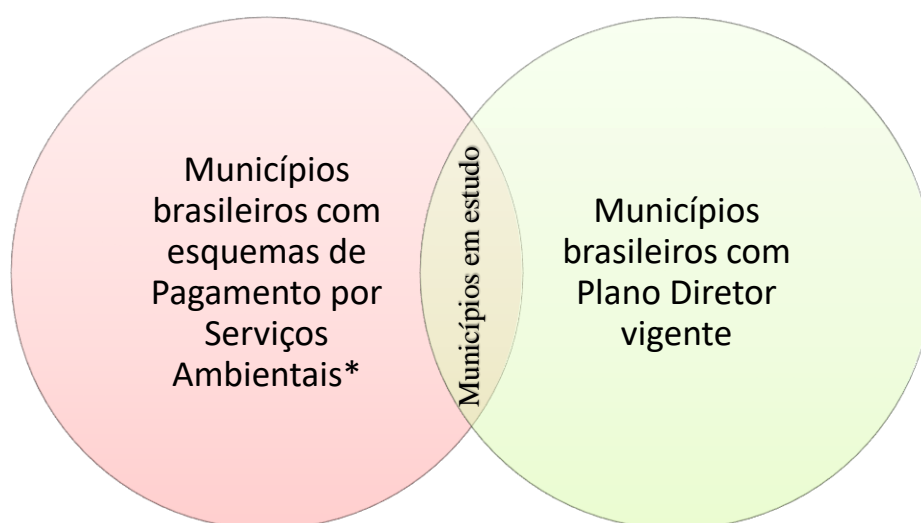 Municípios
brasileiros com
esquemas de
Pagamento por
Serviços
Ambientais*
Municípios em estudo
Municípios
brasileiros com
Plano Diretor
vigente